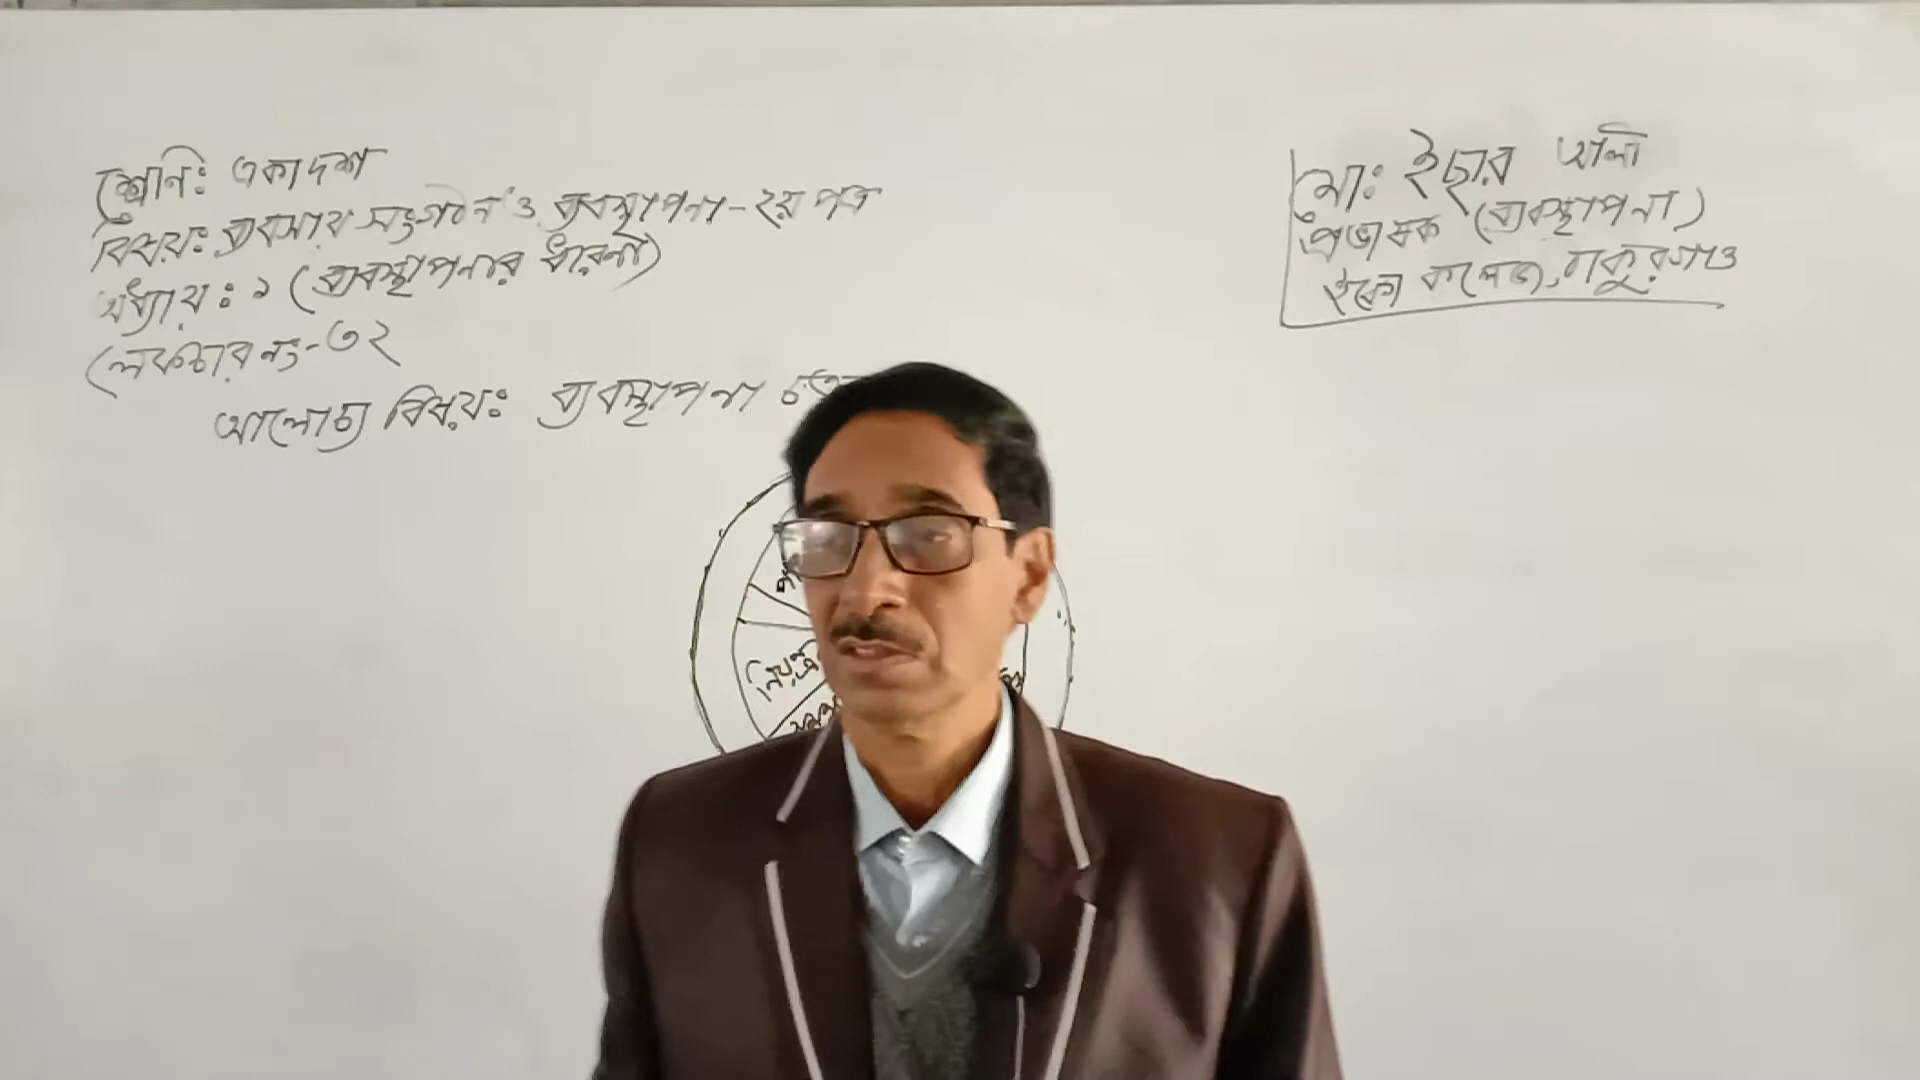 শ্রেণি: একাদশ
বিষয়: ব্যবসায় সংগঠন ও ব্যবস্থাপনা-২য় পত্র
অধ্যায়: ১ (ব্যবস্থাপনার ধারনা)
লেকচার নং-৩২
আলোচ্য বিষয়: ব্যবস্থাপনা
মো: ইছার আলী
প্রভাষক (ব্যবস্থাপনা)
ইকো কলেজ, ঠাকুরগাঁও